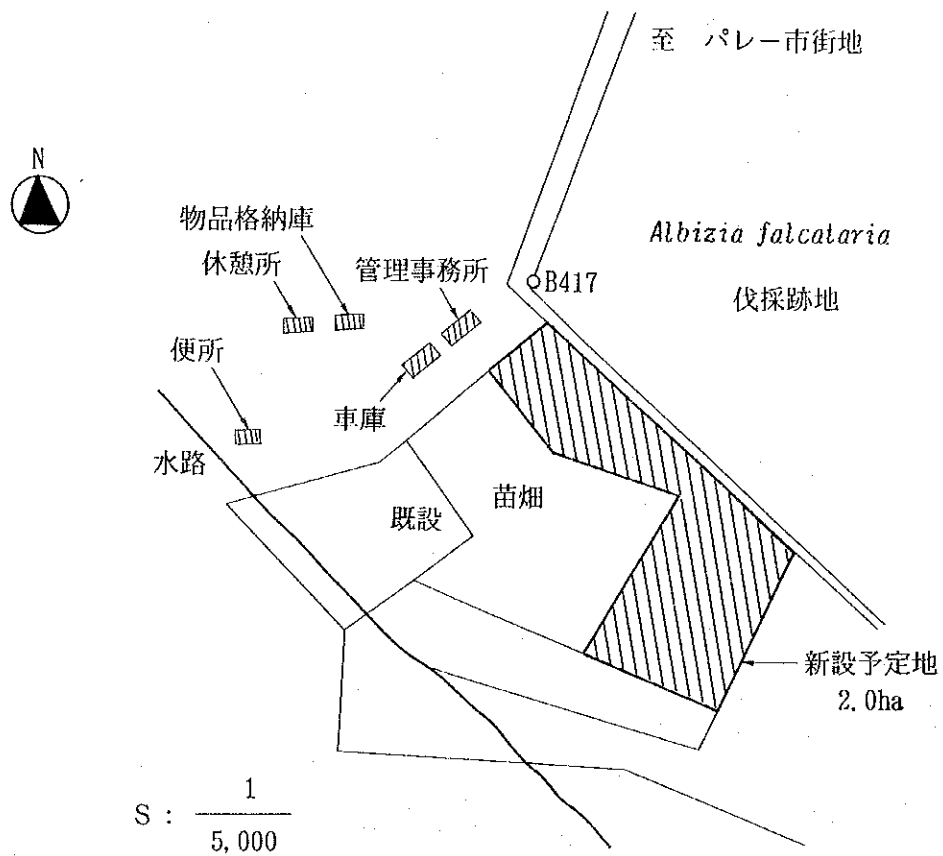 至 パレー市街地
N
物品格納庫
休憩所
管理事務所
Albizia falcataria
B417
伐採跡地
便所
車庫
水路
苗畑
既設
新設予定地
2.0ha
S : 1
5,000